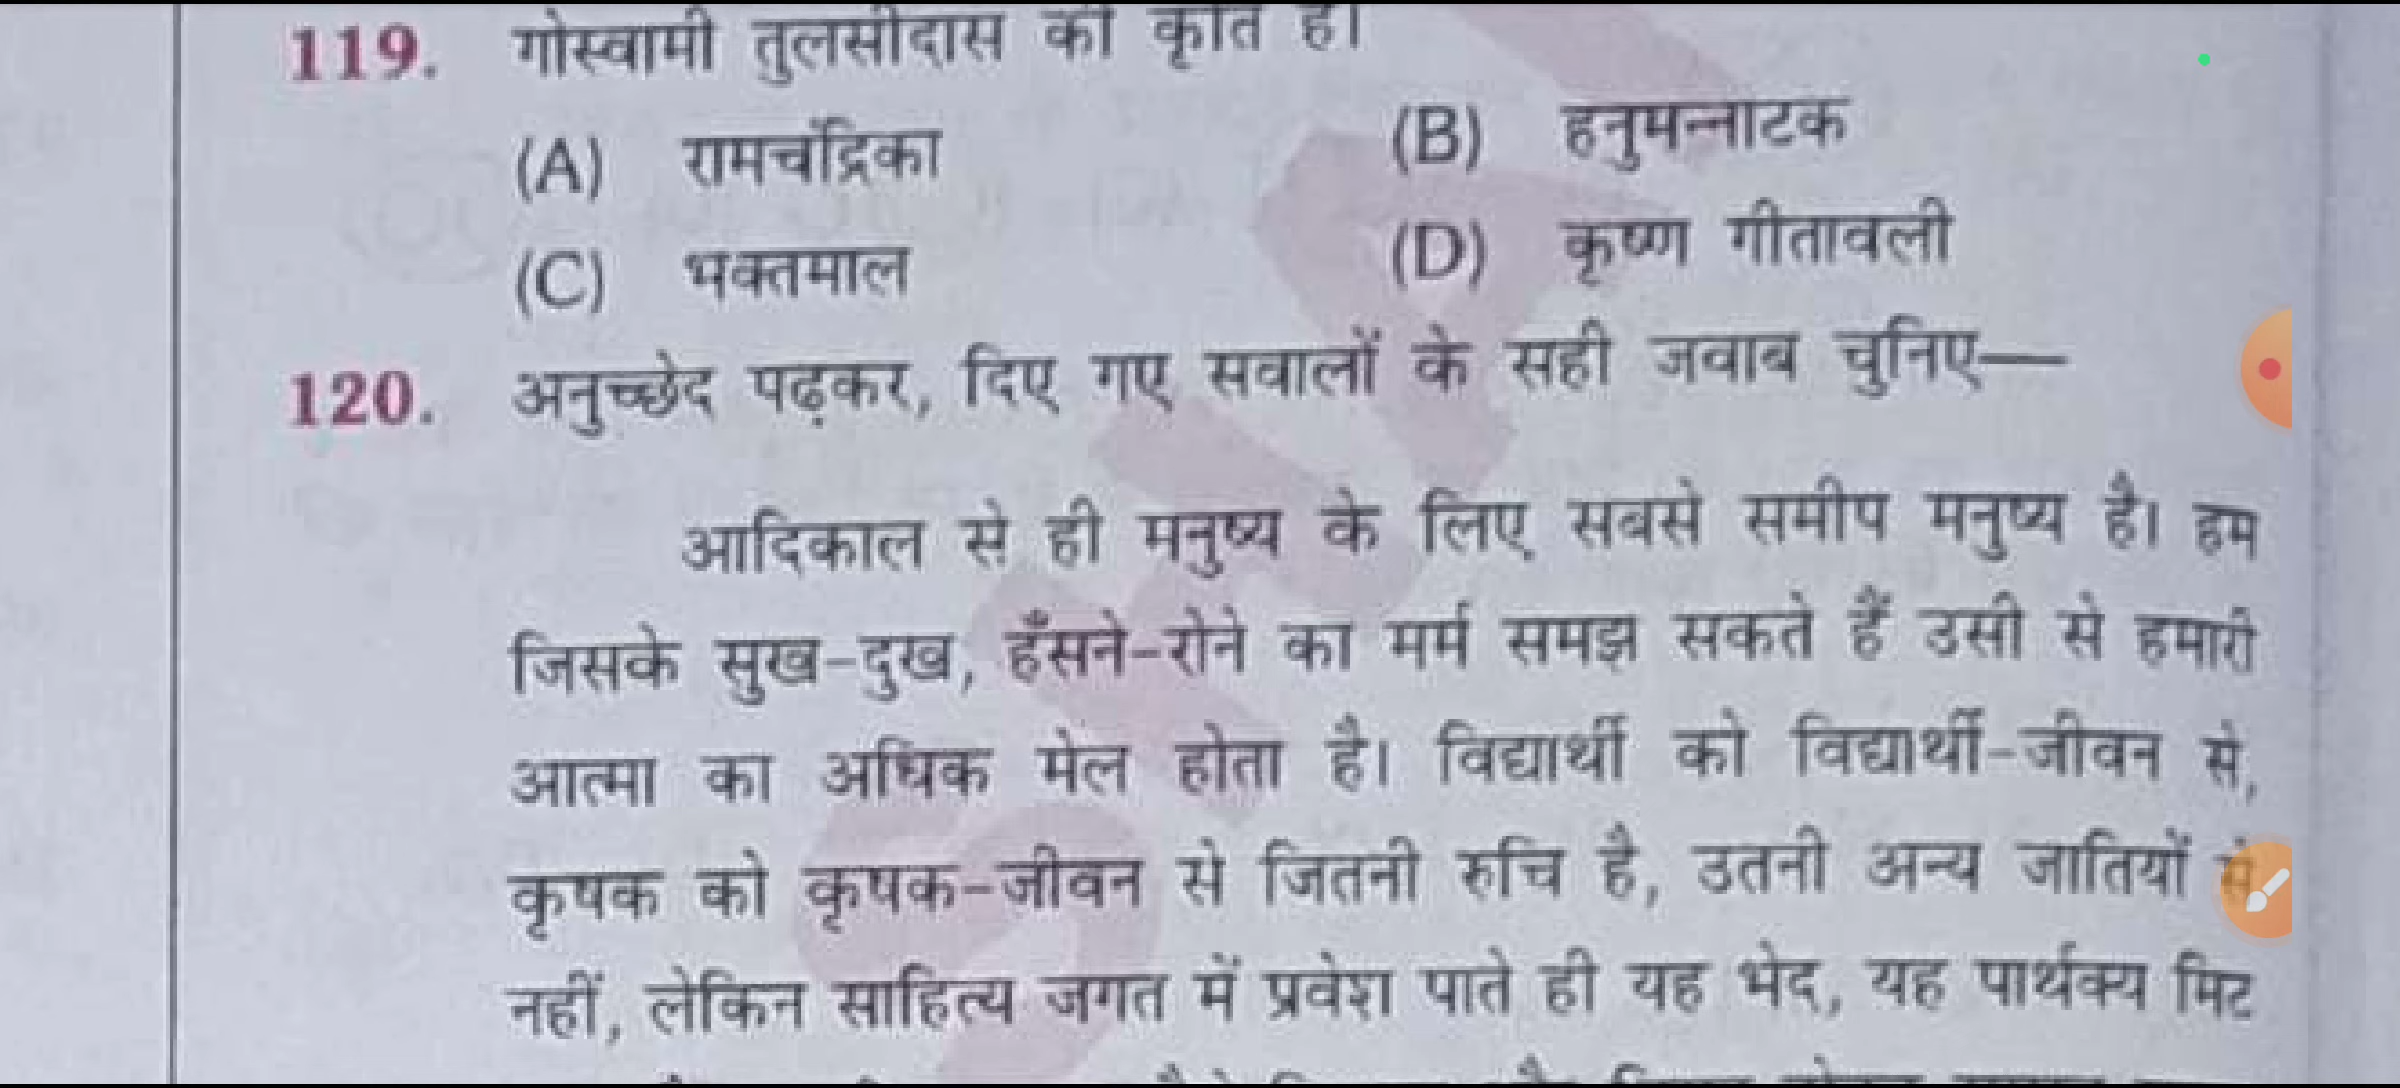 119. गोस्वामी तुलसीदास की कृति है।
(A) रामचंद्रिका (B) हनुमन्नाटक
(C) भक्तमाल (D) कृष्ण गीतावली
120. अनुच्छेद पढ़कर, दिए गए सवालों के सही जवाब चुनिए—
आदिकाल से ही मनुष्य के लिए सबसे समीप मनुष्य है। हम
जिसके सुख-दुख, हँसने-रोने का मर्म समझ सकते हैं उसी से हमारी
आत्मा का अधिक मेल होता है। विद्यार्थी को विद्यार्थी-जीवन से,
कृषक को कृषक-जीवन से जितनी रुचि है, उतनी अन्य जातियों से
नहीं, लेकिन साहित्य जगत में प्रवेश पाते ही यह भेद, यह पार्थक्य मिट